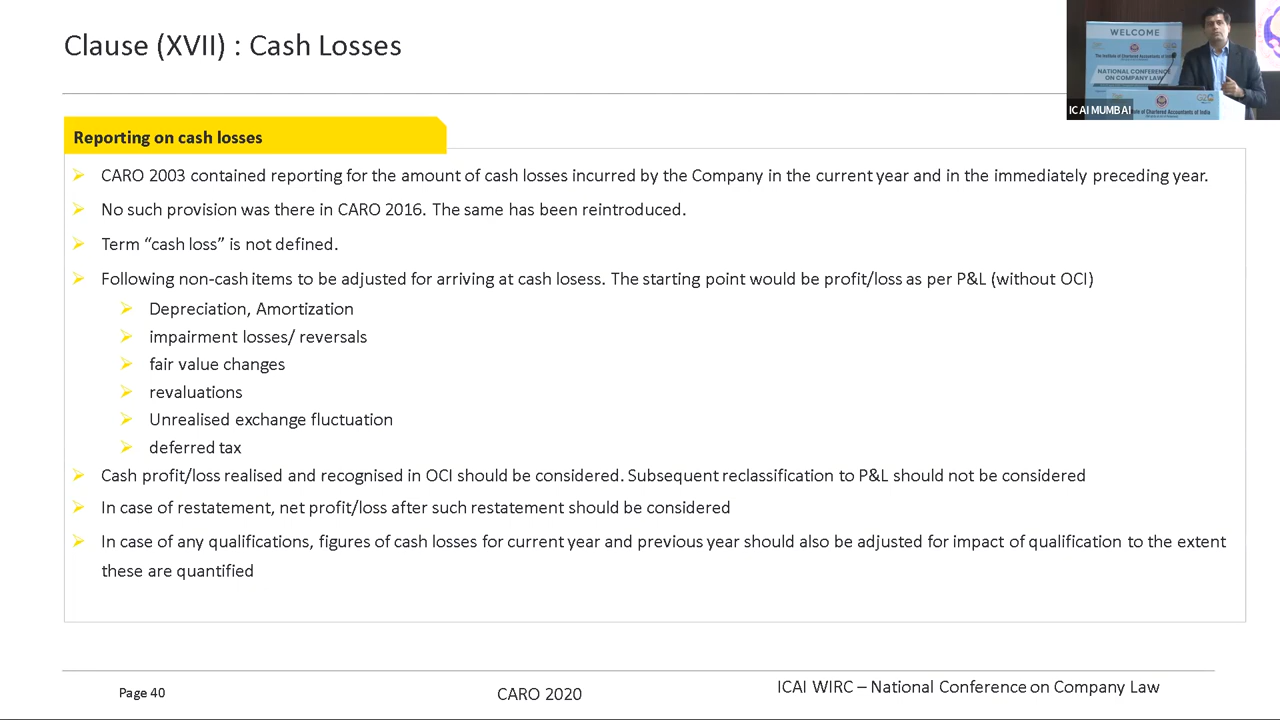 Clause (XVII) : Cash Losses
WELCOME
The Institute of Chartered Accountants of India
NATIONAL CONFERENCE
ON COMPANY LAW
ICAI MUMBAI
Reporting on cash losses
CARO 2003 contained reporting for the amount of cash losses incurred by the Company in the current year and in the immediately preceding year.
No such provision was there in CARO 2016. The same has been reintroduced.
Term “cash loss” is not defined.
Following non-cash items to be adjusted for arriving at cash losess. The starting point would be profit/loss as per P&L (without OCI)
Depreciation, Amortization
impairment losses/ reversals
fair value changes
revaluations
Unrealised exchange fluctuation
deferred tax
Cash profit/loss realised and recognised in OCI should be considered. Subsequent reclassification to P&L should not be considered
In case of restatement, net profit/loss after such restatement should be considered
In case of any qualifications, figures of cash losses for current year and previous year should also be adjusted for impact of qualification to the extent
these are quantified
Page 40
CARO 2020
ICAI WIRC – National Conference on Company Law